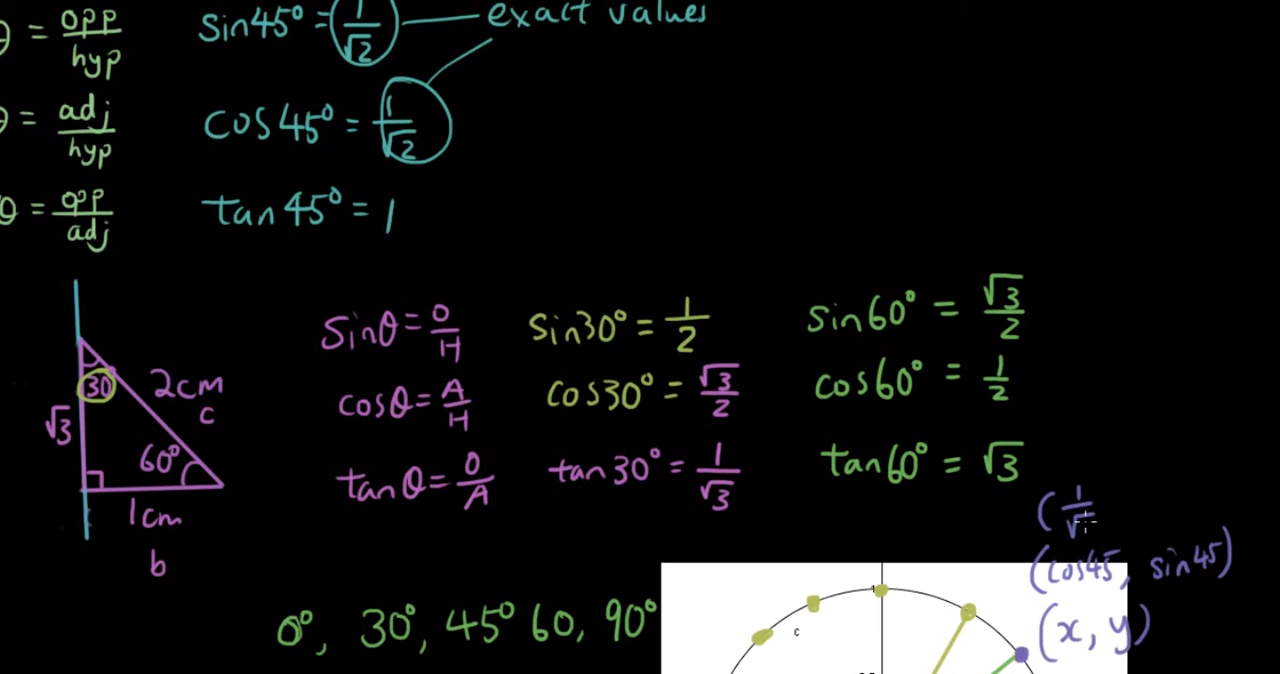 θ = opp/hyp
sin45° = 1/√2
exact values
θ = adj/hyp
cos45° = 1/√2
θ = opp/adj
tan45° = 1
30
2cm
c
√3
60°
1cm
b
sinθ = O/H
sin30° = 1/2
sin60° = √3/2
cosθ = A/H
cos30° = √3/2
cos60° = 1/2
tanθ = O/A
tan30° = 1/√3
tan60° = √3
(1/√
(cos45, sin45)
(x, y)
0°, 30°, 45° 60, 90°
1
c